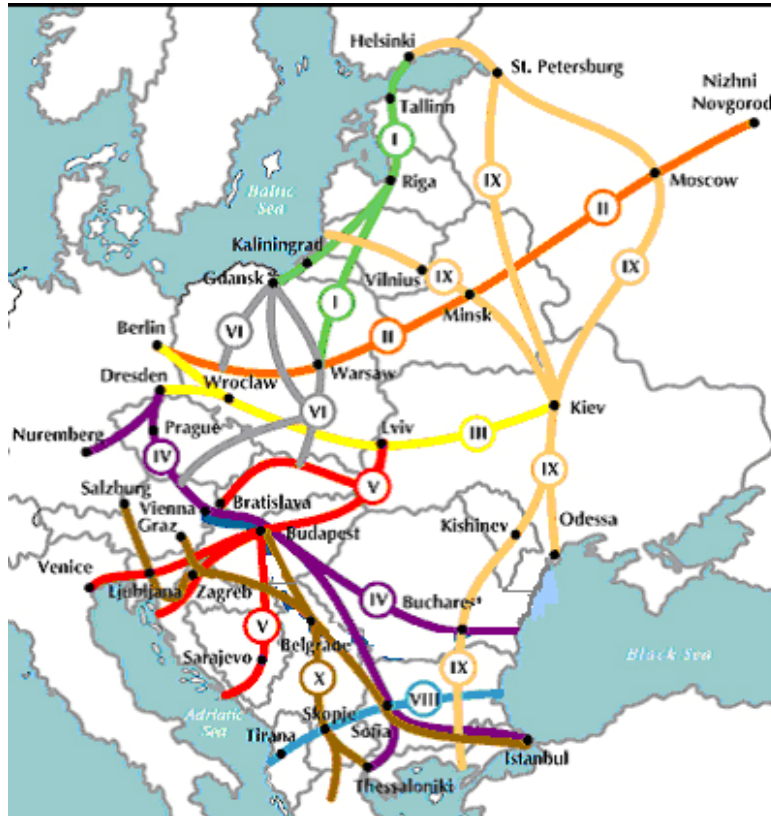 Helsinki
St. Petersburg
Nizhni
Novgorod
Tallinn
I
Riga
IX
Moscow
Baltic
Sea
II
Kaliningrad
Gdansk
Vilnius
IX
IX
Minsk
I
VI
II
Berlin
Warsaw
Dresden
Wroclaw
Kiev
VI
III
Lviv
Nuremberg
Prague
IV
IX
V
Salzburg
Vienna
Bratislava
Graz
Budapest
Kishinev
Odessa
Venice
Ljubljana
Zagreb
IV
Bucharest
V
Belgrade
Sarajevo
Black Sea
IX
X
VIII
Adriatic
Sea
Skopje
Tirana
Sofia
Istanbul
Thessaloniki